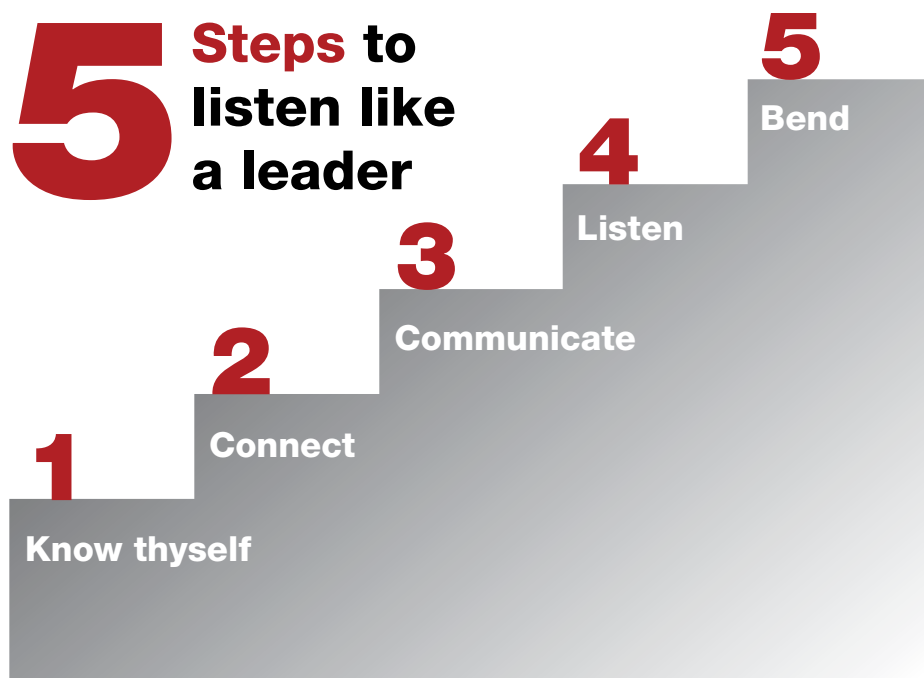 5
Steps to
listen like
a leader
1
Know thyself
2
Connect
3
Communicate
4
Listen
5
Bend